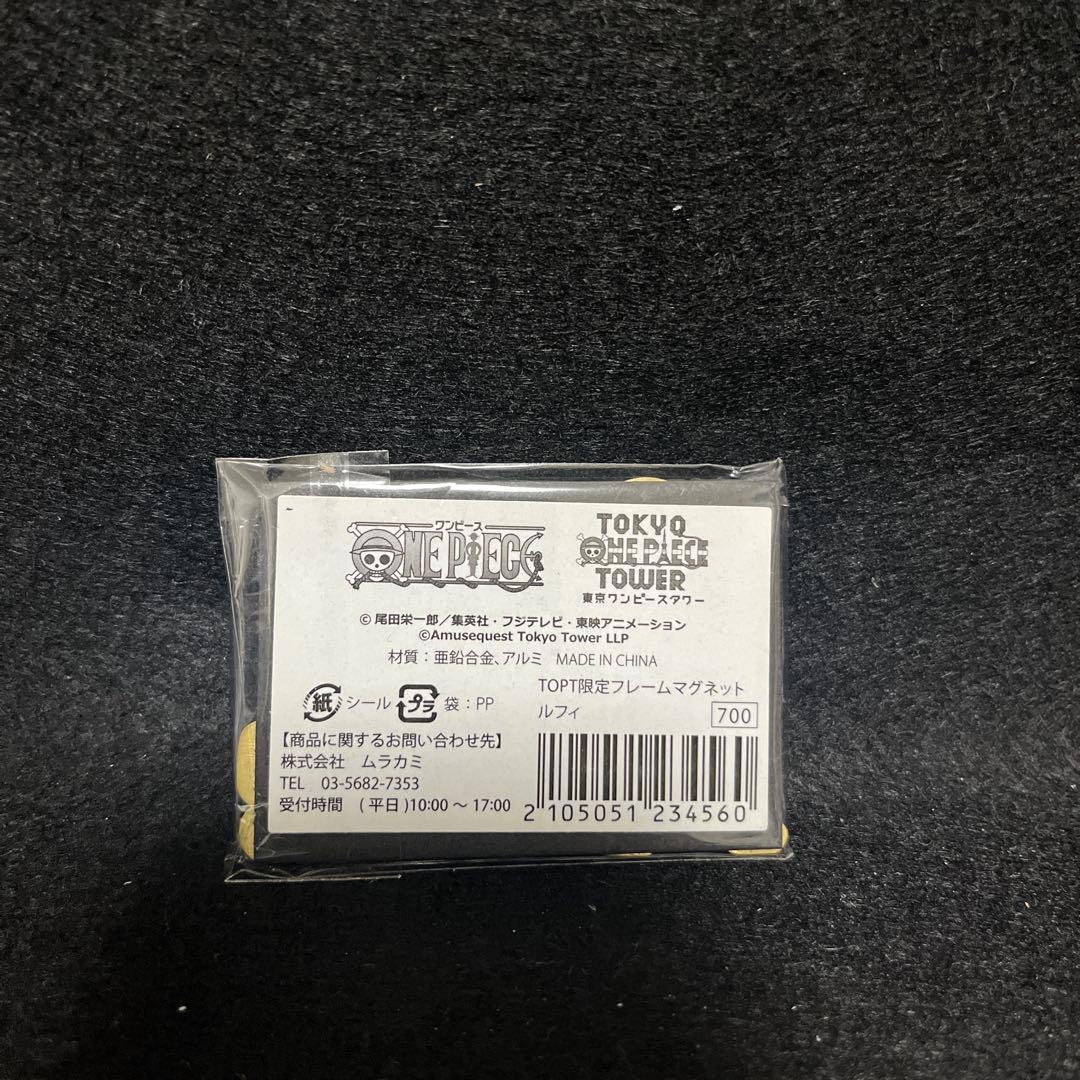 ワンピース
ONE PIECE
TOKYO
ONE PIECE
TOWER
東京ワンピースタワー
© 尾田栄一郎／集英社・フジテレビ・東映アニメーション
©Amusequest Tokyo Tower LLP
材質：亜鉛合金、アルミ MADE IN CHINA
紙 シール プラ 袋：PP
TOPT限定フレームマグネット
ルフィ 700
【商品に関するお問い合わせ先】
株式会社 ムラカミ
TEL 03-5682-7353
受付時間 (平日)10:00～17:00
2 105051 234560